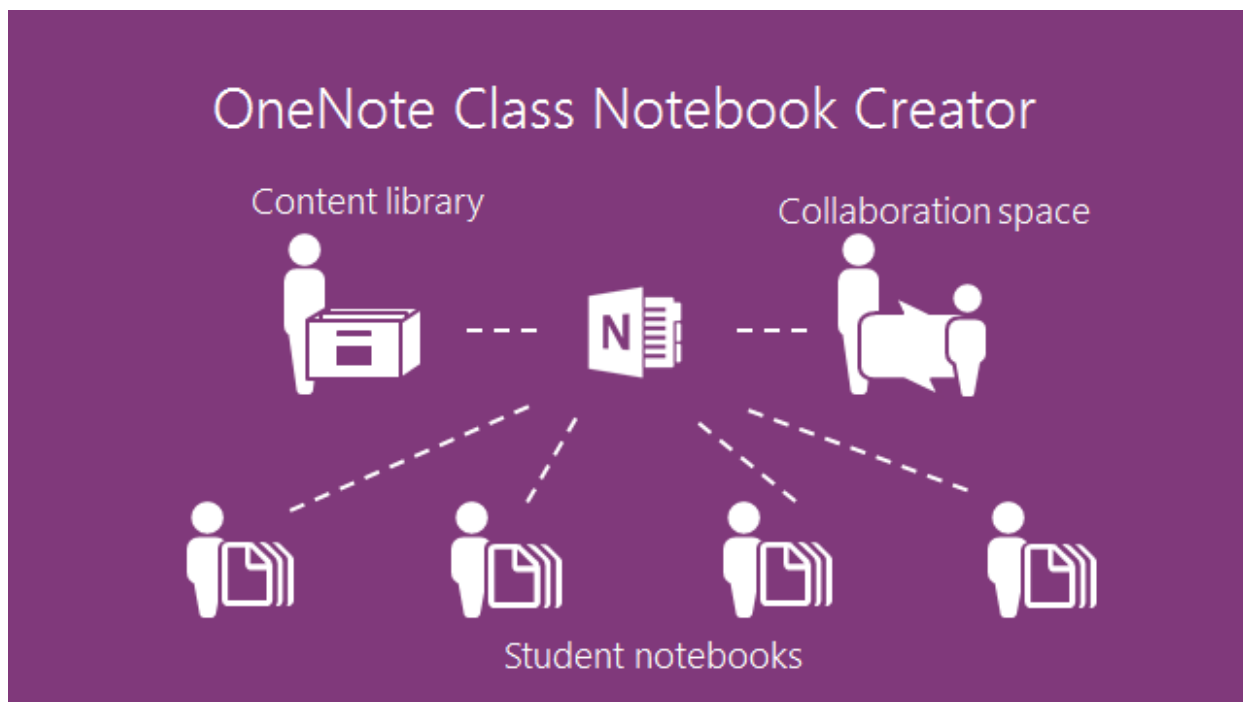 OneNote Class Notebook Creator
Content library
Collaboration space
N
Student notebooks